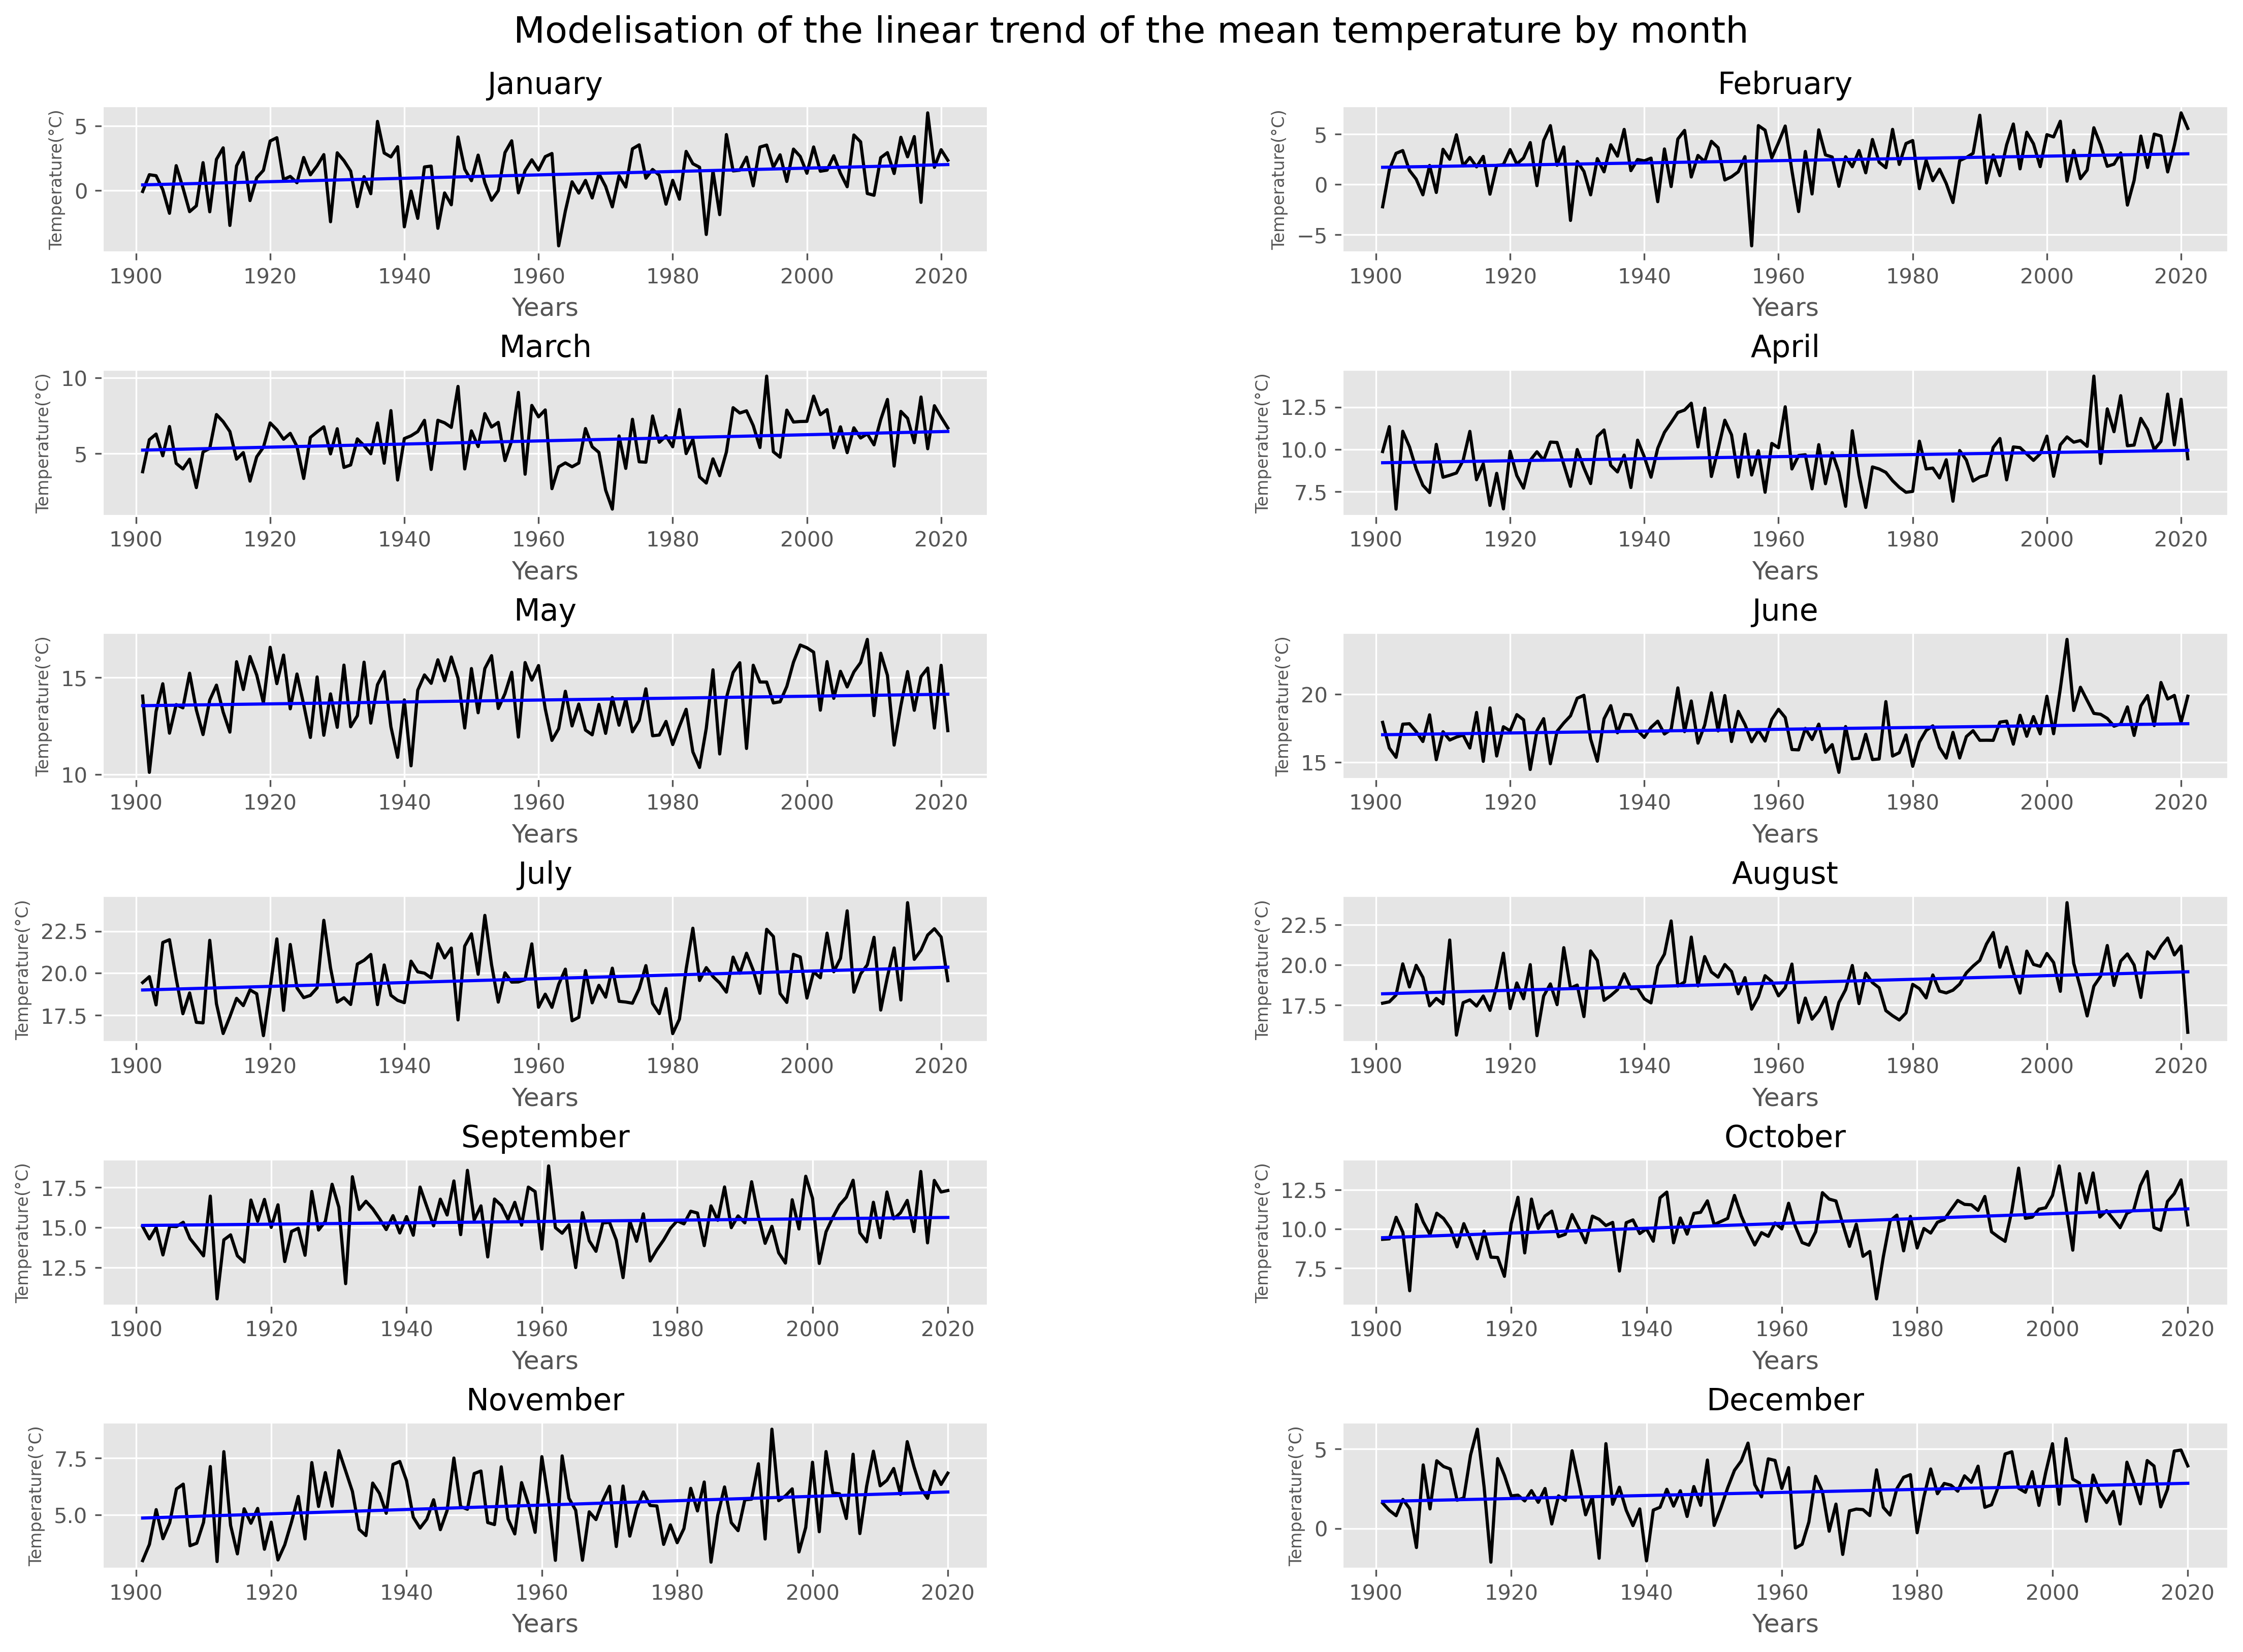 Modelisation of the linear trend of the mean temperature by month
January
Temperature(°C)
5
0
1900 1920 1940 1960 1980 2000 2020
Years
February
Temperature(°C)
5
0
−5
1900 1920 1940 1960 1980 2000 2020
Years
March
Temperature(°C)
10
5
1900 1920 1940 1960 1980 2000 2020
Years
April
Temperature(°C)
12.5
10.0
7.5
1900 1920 1940 1960 1980 2000 2020
Years
May
Temperature(°C)
15
10
1900 1920 1940 1960 1980 2000 2020
Years
June
Temperature(°C)
20
15
1900 1920 1940 1960 1980 2000 2020
Years
July
Temperature(°C)
22.5
20.0
17.5
1900 1920 1940 1960 1980 2000 2020
Years
August
Temperature(°C)
22.5
20.0
17.5
1900 1920 1940 1960 1980 2000 2020
Years
September
Temperature(°C)
17.5
15.0
12.5
1900 1920 1940 1960 1980 2000 2020
Years
October
Temperature(°C)
12.5
10.0
7.5
1900 1920 1940 1960 1980 2000 2020
Years
November
Temperature(°C)
7.5
5.0
1900 1920 1940 1960 1980 2000 2020
Years
December
Temperature(°C)
5
0
1900 1920 1940 1960 1980 2000 2020
Years